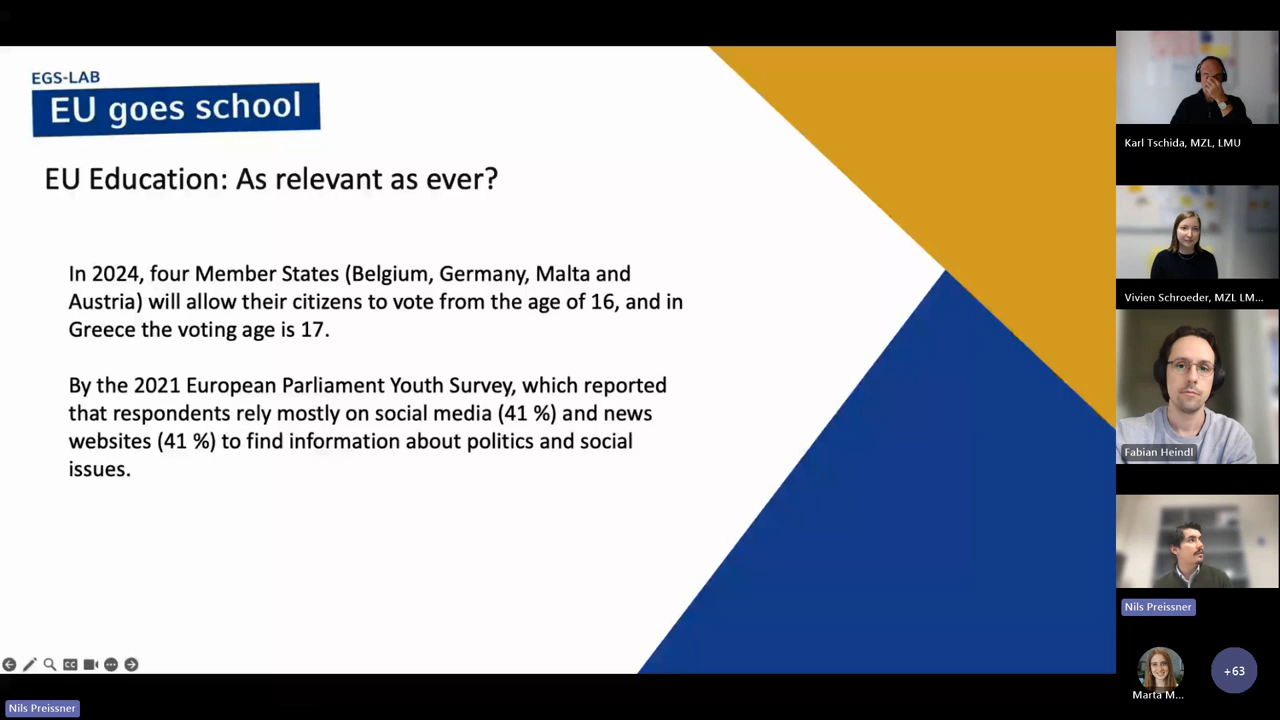 EGS-LAB
EU goes school
EU Education: As relevant as ever?
In 2024, four Member States (Belgium, Germany, Malta and
Austria) will allow their citizens to vote from the age of 16, and in
Greece the voting age is 17.
By the 2021 European Parliament Youth Survey, which reported
that respondents rely mostly on social media (41 %) and news
websites (41 %) to find information about politics and social
issues.
CC
Nils Preissner
Karl Tschida, MZL, LMU
Vivien Schroeder, MZL LM...
Fabian Heindl
Nils Preissner
Marta M...
+63